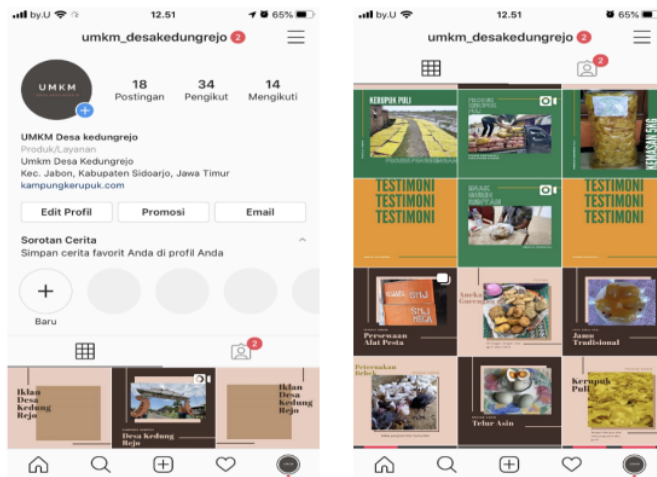 by.U
12.51
65%
umkm_desakedungrejo 2
UMKM
18
Postingan
34
Pengikut
14
Mengikuti
UMKM Desa kedungrejo
Produk/Layanan
Umkm Desa Kedungrejo
Kec. Jabon, Kabupaten Sidoarjo, Jawa Timur
kampungkerupuk.com
Edit Profil
Promosi
Email
Sorotan Cerita
Simpan cerita favorit Anda di profil Anda
Baru
2
Iklan
Desa
Kedung
Rejo
Desa Kedung
Rejo
Iklan
Desa
Kedung
Rejo
by.U
12.51
65%
umkm_desakedungrejo 2
2
KERUPUK PULI
KEMASAN 5KG
TESTIMONI
TESTIMONI
TESTIMONI
TESTIMONI
TESTIMONI
TESTIMONI
SMJ
SMJ
Persewaan
Alat Pesta
Aneka
Gorengan
Jamu
Tradisional
Peternakan
Bebek
Telur Asin
Kerupuk
Puli